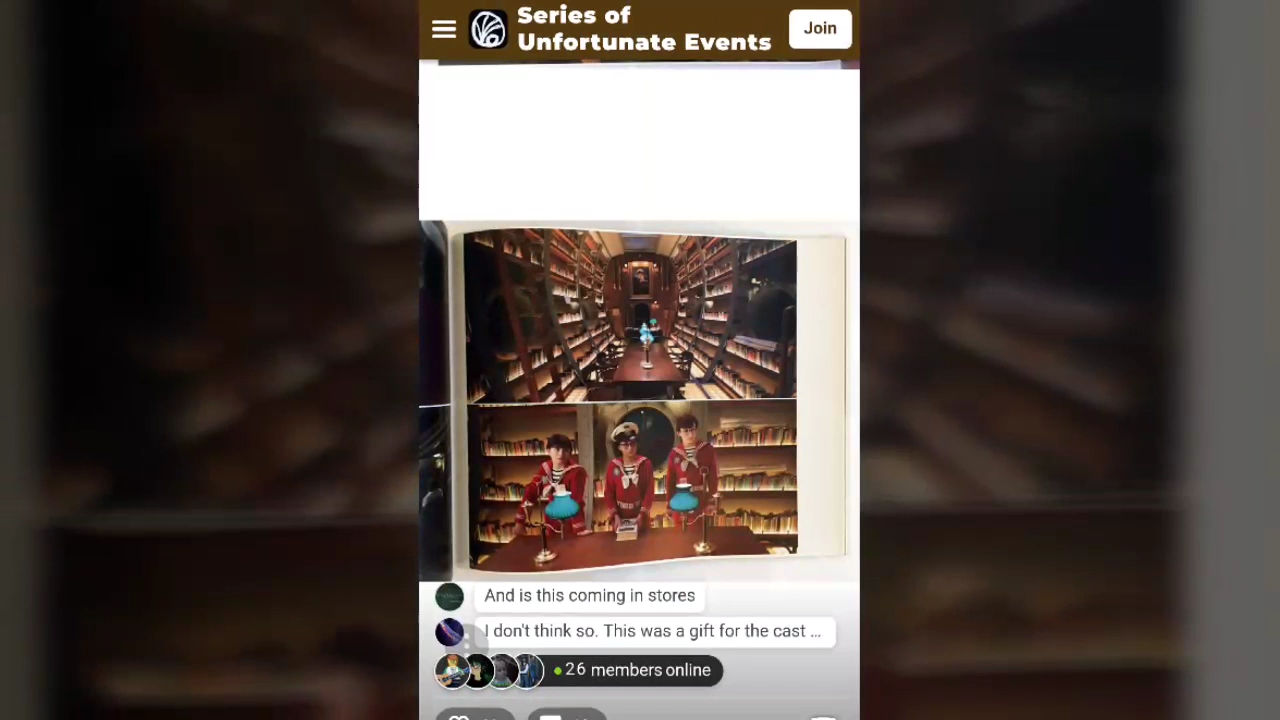 Series of
Unfortunate Events
Join
And is this coming in stores
I don't think so. This was a gift for the cast ...
26 members online